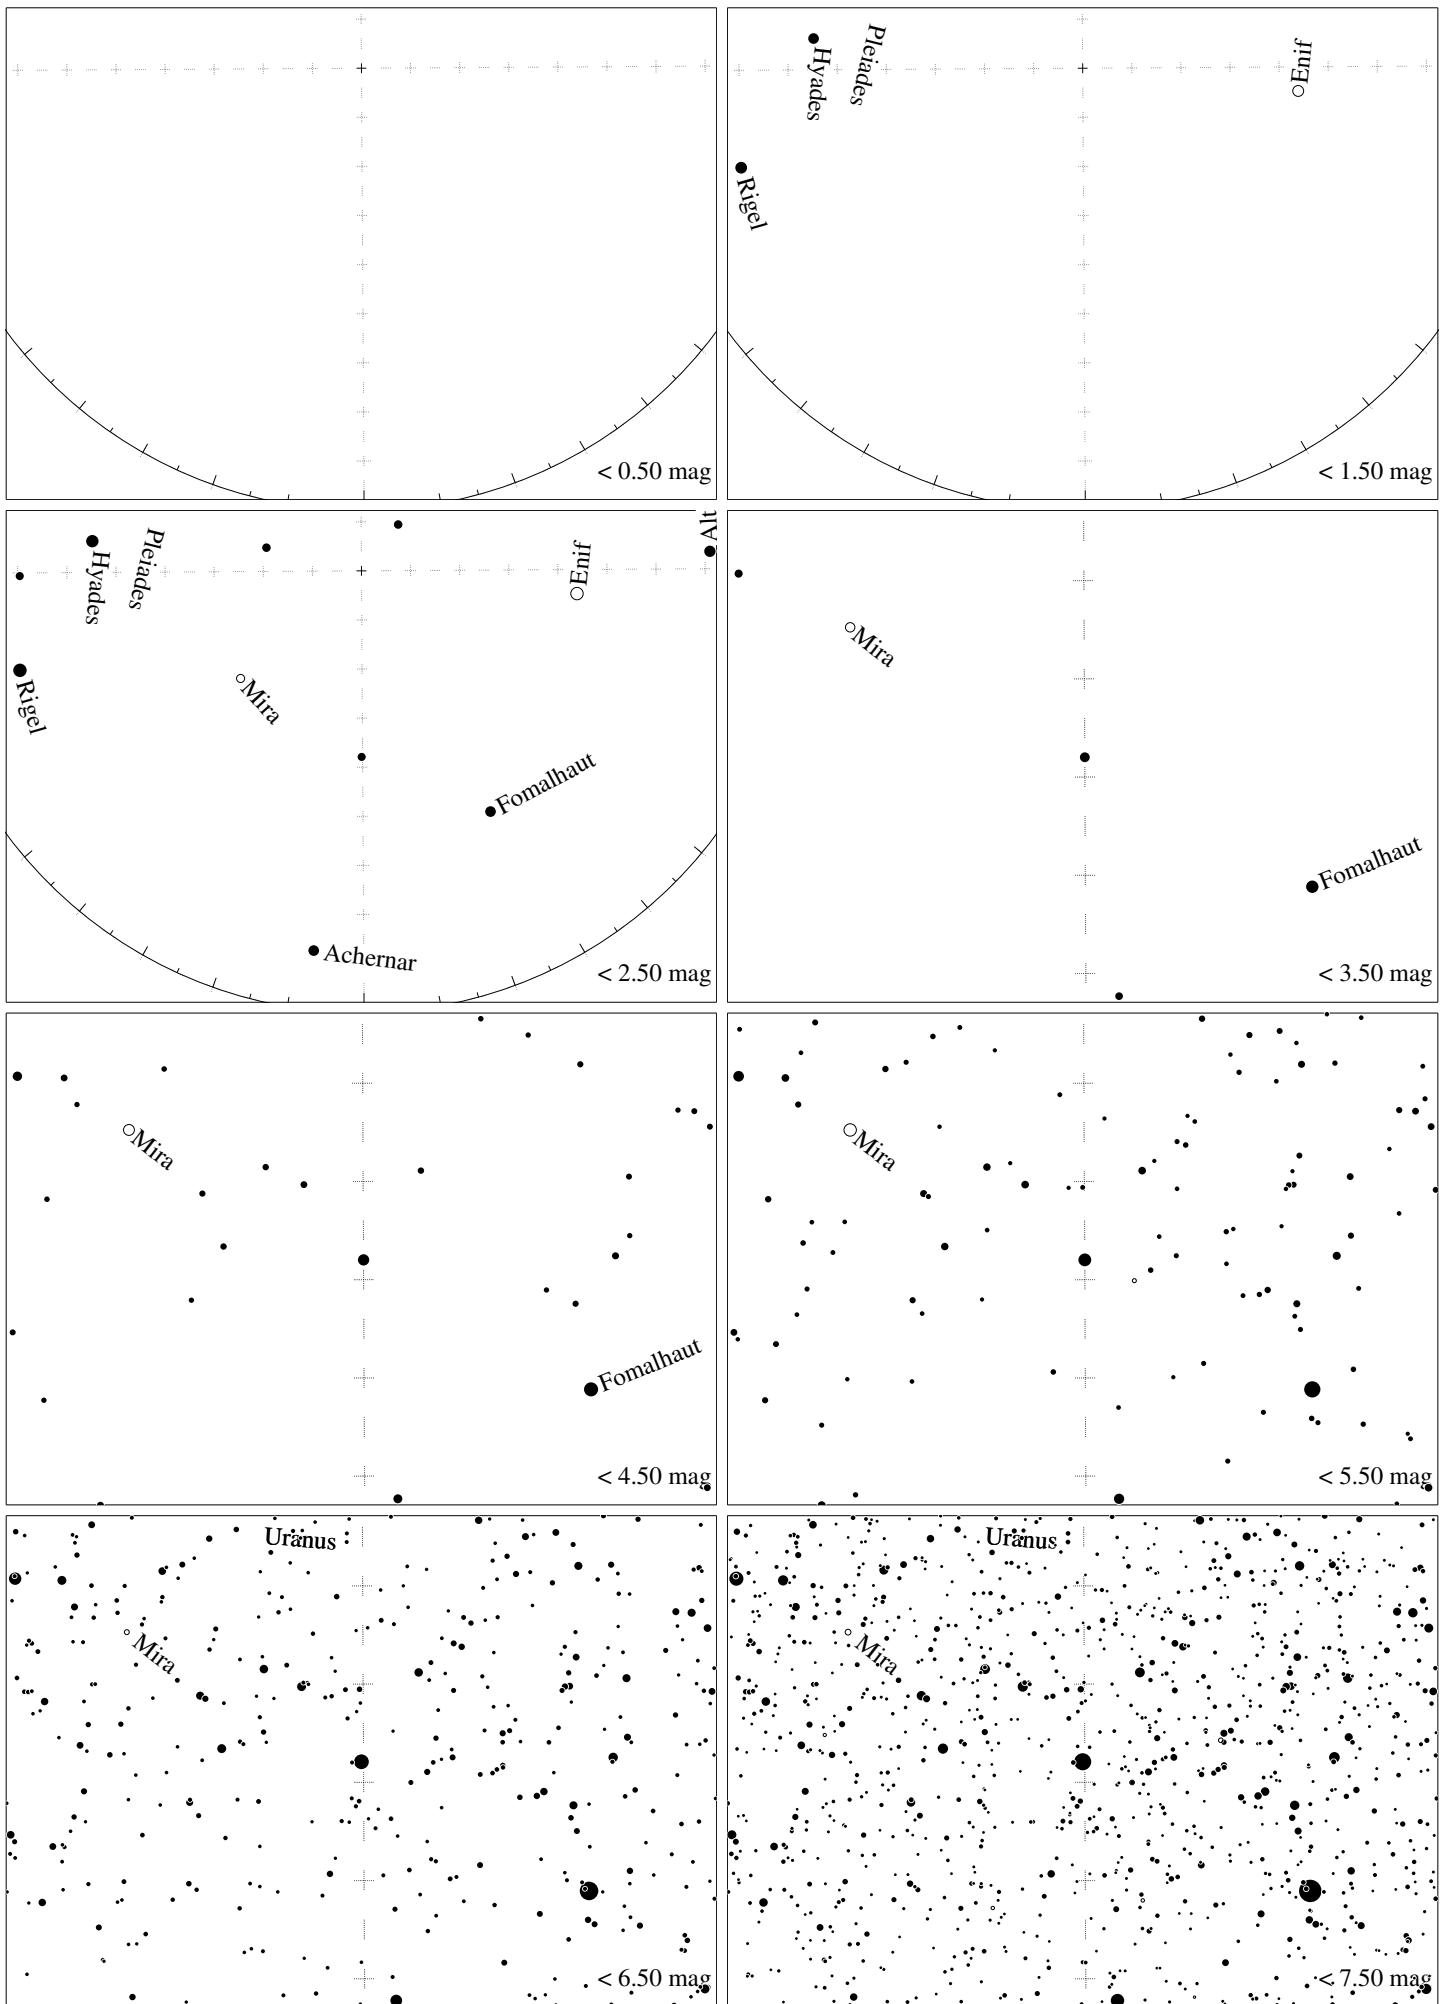 < 0.50 mag
Hyades
Pleiades
Enif
Rigel
< 1.50 mag
Hyades
Pleiades
Enif
Alt
Rigel
Mira
Fomalhaut
Achernar
< 2.50 mag
Mira
Fomalhaut
< 3.50 mag
Mira
Fomalhaut
< 4.50 mag
Mira
< 5.50 mag
Uranus
Mira
< 6.50 mag
Uranus
Mira
< 7.50 mag